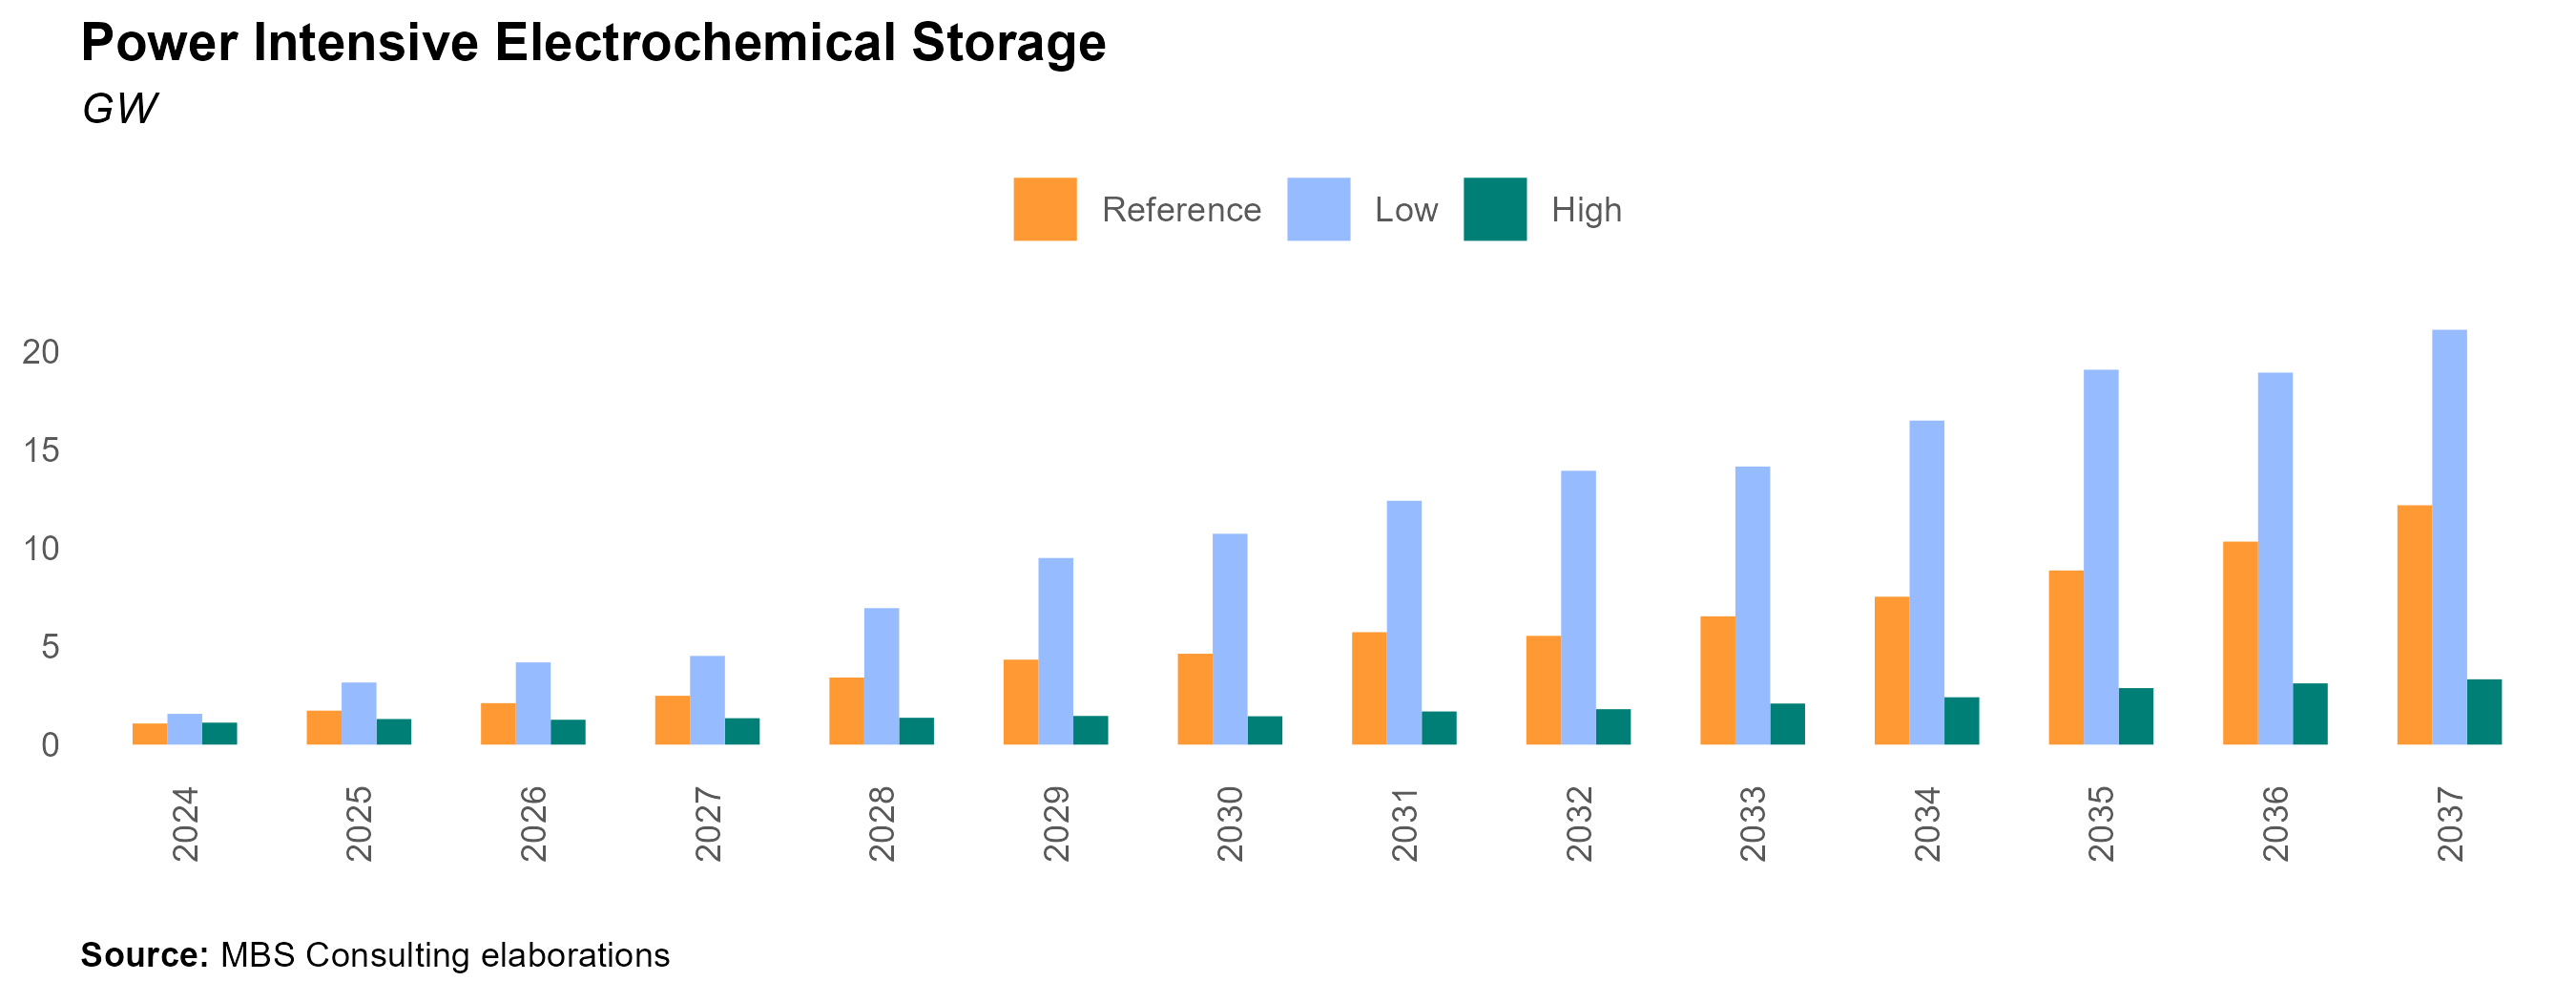 Power Intensive Electrochemical Storage
GW
Reference Low High
20
15
10
5
0
2024 2025 2026 2027 2028 2029 2030 2031 2032 2033 2034 2035 2036 2037
Source: MBS Consulting elaborations